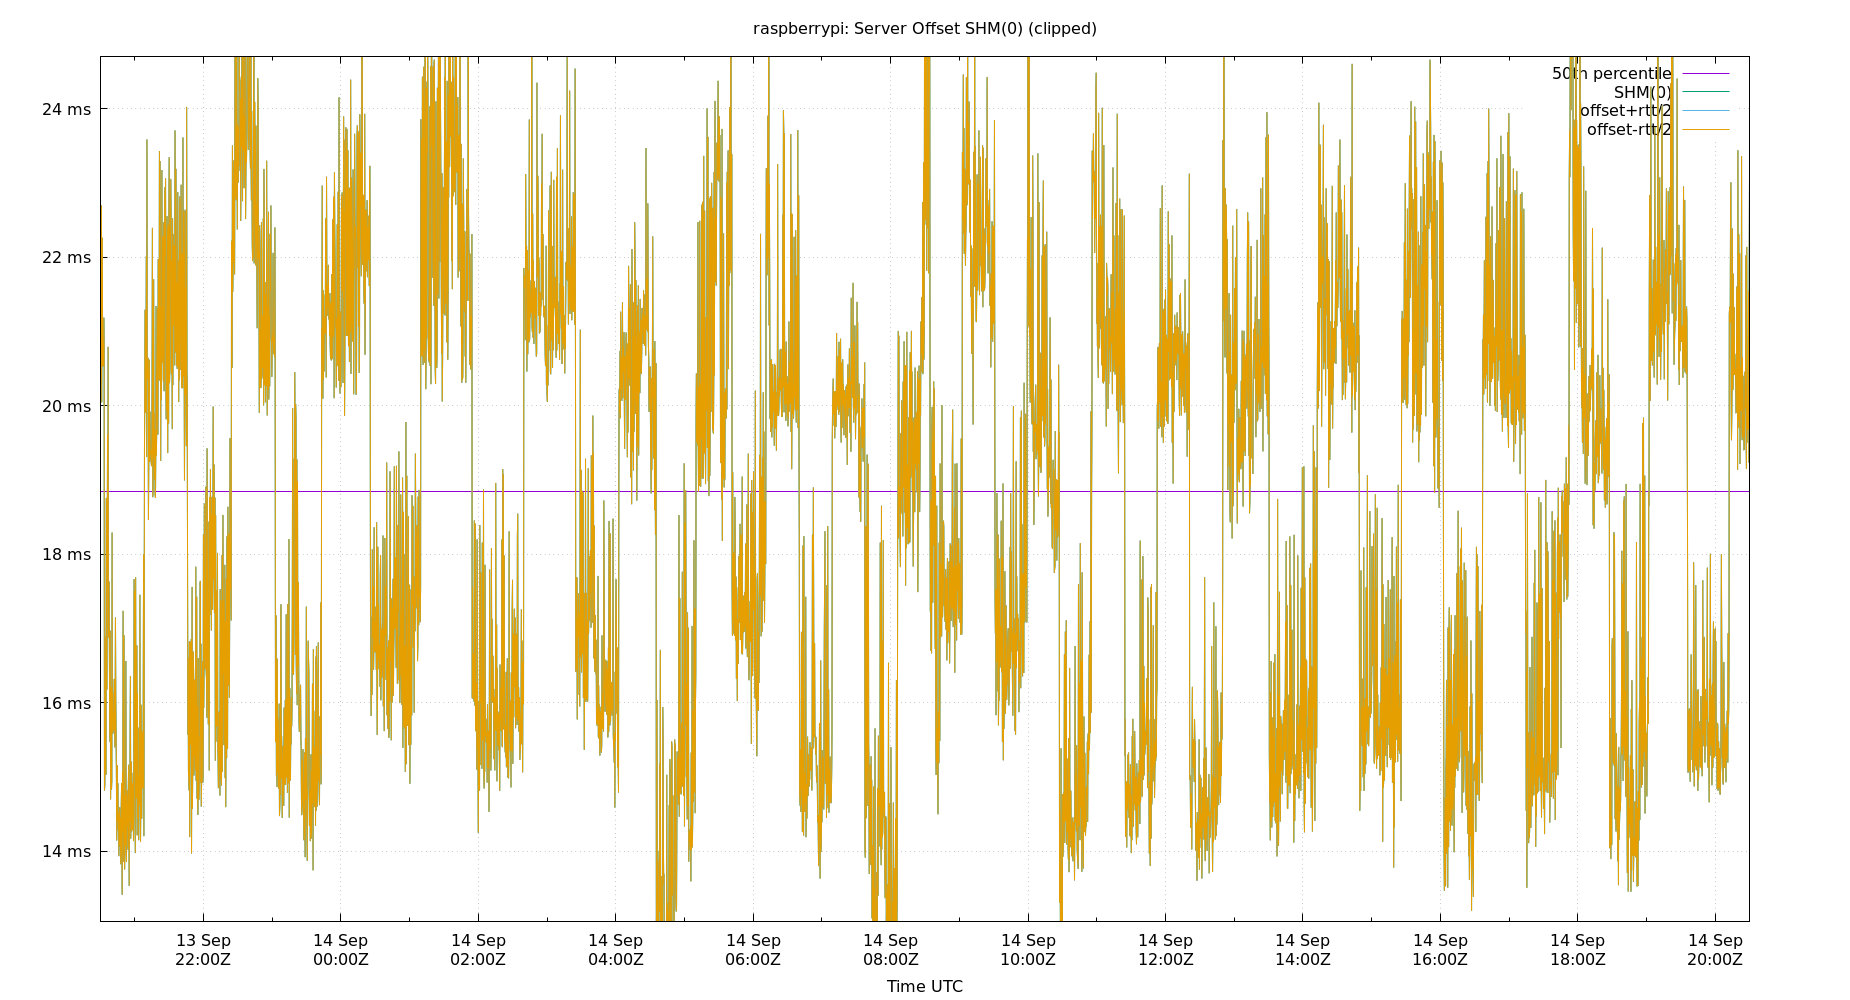 raspberrypi: Server Offset SHM(0) (clipped)
50th percentile
SHM(0)
offset+rtt/2
offset-rtt/2
24 ms
22 ms
20 ms
18 ms
16 ms
14 ms
13 Sep 14 Sep 14 Sep 14 Sep 14 Sep 14 Sep 14 Sep 14 Sep 14 Sep 14 Sep 14 Sep 14 Sep
22:00Z 00:00Z 02:00Z 04:00Z 06:00Z 08:00Z 10:00Z 12:00Z 14:00Z 16:00Z 18:00Z 20:00Z
Time UTC